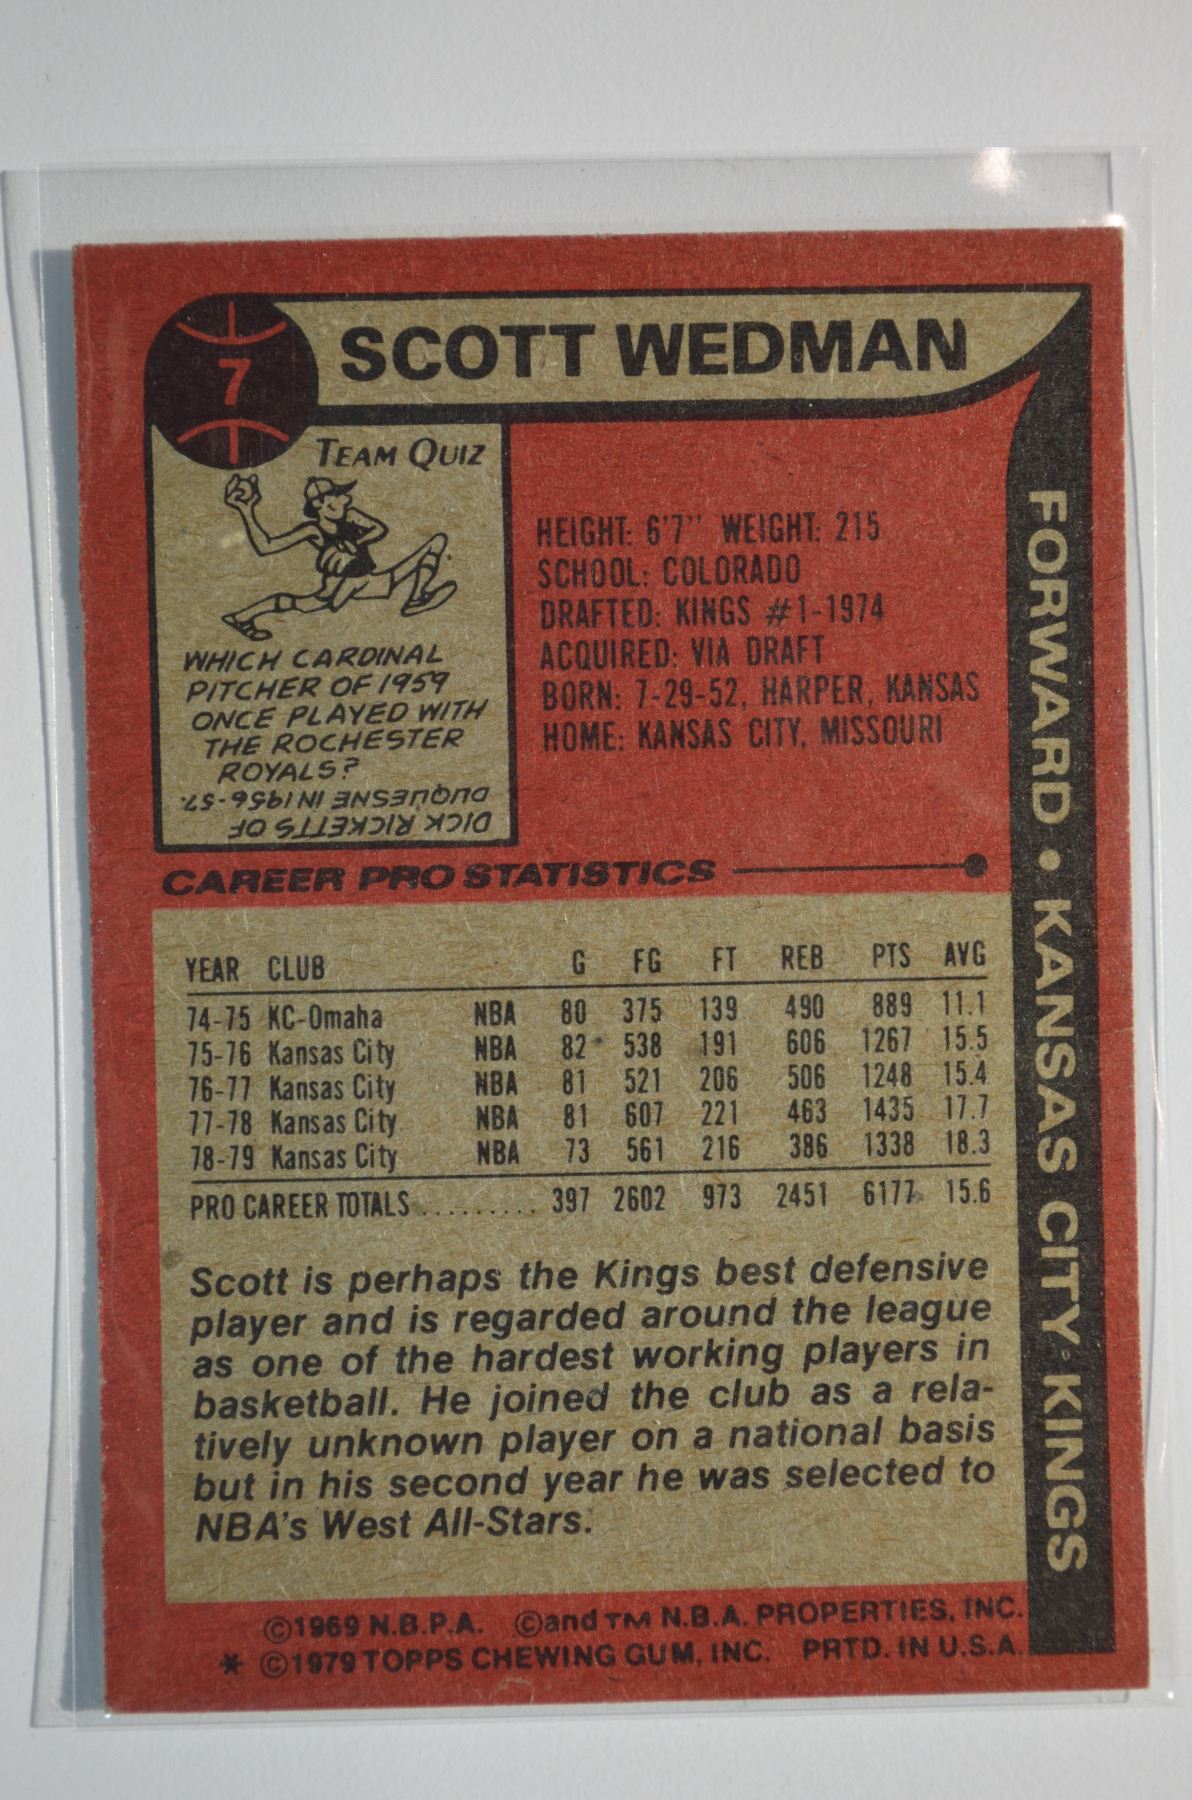 7
SCOTT WEDMAN
TEAM QUIZ
WHICH CARDINAL
PITCHER OF 1959
ONCE PLAYED WITH
THE ROCHESTER
ROYALS?
DICK RICKETTS OF
DUQUESNE IN 1956-57.
HEIGHT: 6'7" WEIGHT: 215
SCHOOL: COLORADO
DRAFTED: KINGS #1-1974
ACQUIRED: VIA DRAFT
BORN: 7-29-52, HARPER, KANSAS
HOME: KANSAS CITY, MISSOURI
FORWARD • KANSAS CITY KINGS
CAREER PRO STATISTICS
YEAR CLUB G FG FT REB PTS AVG
74-75 KC-Omaha NBA 80 375 139 490 889 11.1
75-76 Kansas City NBA 82 538 191 606 1267 15.5
76-77 Kansas City NBA 81 521 206 506 1248 15.4
77-78 Kansas City NBA 81 607 221 463 1435 17.7
78-79 Kansas City NBA 73 561 216 386 1338 18.3
PRO CAREER TOTALS ......... 397 2602 973 2451 6177 15.6
Scott is perhaps the Kings best defensive
player and is regarded around the league
as one of the hardest working players in
basketball. He joined the club as a rela-
tively unknown player on a national basis
but in his second year he was selected to
NBA's West All-Stars.
©1969 N.B.P.A. ©and TM N.B.A. PROPERTIES, INC.
* ©1979 TOPPS CHEWING GUM, INC. PRTD. IN U.S.A.